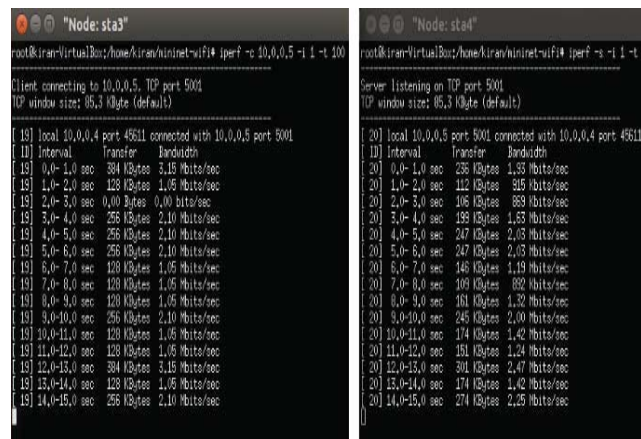 "Node: sta3"
root@kiran-VirtualBox:/home/kiran/mininet-wifi# iperf -c 10.0.0.5 -i 1 -t 100
------------------------------------------------------------
Client connecting to 10.0.0.5, TCP port 5001
TCP window size: 85.3 KByte (default)
------------------------------------------------------------
[ 19] local 10.0.0.4 port 45611 connected with 10.0.0.5 port 5001
[ ID] Interval Transfer Bandwidth
[ 19] 0.0- 1.0 sec 384 KBytes 3.15 Mbits/sec
[ 19] 1.0- 2.0 sec 128 KBytes 1.05 Mbits/sec
[ 19] 2.0- 3.0 sec 0.00 Bytes 0.00 bits/sec
[ 19] 3.0- 4.0 sec 256 KBytes 2.10 Mbits/sec
[ 19] 4.0- 5.0 sec 256 KBytes 2.10 Mbits/sec
[ 19] 5.0- 6.0 sec 256 KBytes 2.10 Mbits/sec
[ 19] 6.0- 7.0 sec 128 KBytes 1.05 Mbits/sec
[ 19] 7.0- 8.0 sec 128 KBytes 1.05 Mbits/sec
[ 19] 8.0- 9.0 sec 128 KBytes 1.05 Mbits/sec
[ 19] 9.0-10.0 sec 256 KBytes 2.10 Mbits/sec
[ 19] 10.0-11.0 sec 128 KBytes 1.05 Mbits/sec
[ 19] 11.0-12.0 sec 128 KBytes 1.05 Mbits/sec
[ 19] 12.0-13.0 sec 384 KBytes 3.15 Mbits/sec
[ 19] 13.0-14.0 sec 128 KBytes 1.05 Mbits/sec
[ 19] 14.0-15.0 sec 256 KBytes 2.10 Mbits/sec
"Node: sta4"
root@kiran-VirtualBox:/home/kiran/mininet-wifi# iperf -s -i 1 -t
------------------------------------------------------------
Server listening on TCP port 5001
TCP window size: 85.3 KByte (default)
------------------------------------------------------------
[ 20] local 10.0.0.5 port 5001 connected with 10.0.0.4 port 45611
[ ID] Interval Transfer Bandwidth
[ 20] 0.0- 1.0 sec 236 KBytes 1.93 Mbits/sec
[ 20] 1.0- 2.0 sec 112 KBytes 915 Kbits/sec
[ 20] 2.0- 3.0 sec 106 KBytes 869 Kbits/sec
[ 20] 3.0- 4.0 sec 199 KBytes 1.63 Mbits/sec
[ 20] 4.0- 5.0 sec 247 KBytes 2.03 Mbits/sec
[ 20] 5.0- 6.0 sec 247 KBytes 2.03 Mbits/sec
[ 20] 6.0- 7.0 sec 146 KBytes 1.19 Mbits/sec
[ 20] 7.0- 8.0 sec 109 KBytes 892 Kbits/sec
[ 20] 8.0- 9.0 sec 161 KBytes 1.32 Mbits/sec
[ 20] 9.0-10.0 sec 245 KBytes 2.00 Mbits/sec
[ 20] 10.0-11.0 sec 174 KBytes 1.42 Mbits/sec
[ 20] 11.0-12.0 sec 151 KBytes 1.24 Mbits/sec
[ 20] 12.0-13.0 sec 301 KBytes 2.47 Mbits/sec
[ 20] 13.0-14.0 sec 174 KBytes 1.42 Mbits/sec
[ 20] 14.0-15.0 sec 274 KBytes 2.25 Mbits/sec